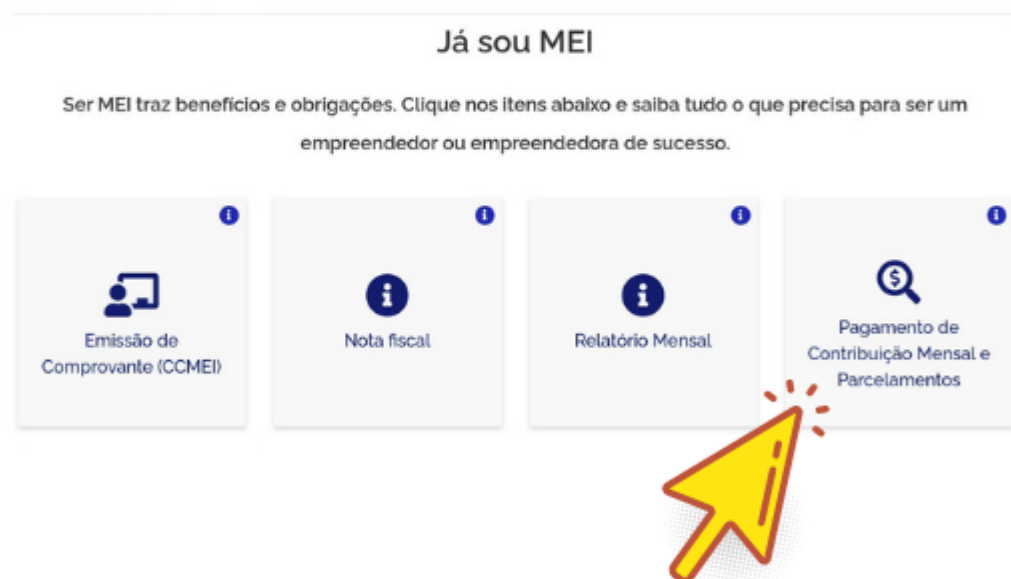 Já sou MEI
Ser MEI traz benefícios e obrigações. Clique nos itens abaixo e saiba tudo o que precisa para ser um
empreendedor ou empreendedora de sucesso.
Emissão de
Comprovante (CCMEI)
Nota fiscal
Relatório Mensal
Pagamento de
Contribuição Mensal e
Parcelamentos